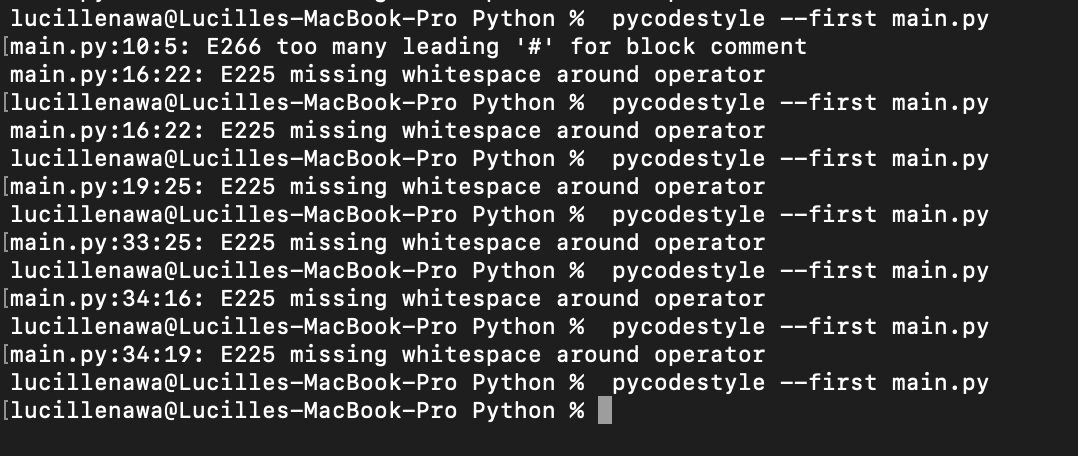 lucillenawa@Lucilles-MacBook-Pro Python %  pycodestyle --first main.py
[main.py:10:5: E266 too many leading '#' for block comment
main.py:16:22: E225 missing whitespace around operator
[lucillenawa@Lucilles-MacBook-Pro Python %  pycodestyle --first main.py
main.py:16:22: E225 missing whitespace around operator
lucillenawa@Lucilles-MacBook-Pro Python %  pycodestyle --first main.py
[main.py:19:25: E225 missing whitespace around operator
lucillenawa@Lucilles-MacBook-Pro Python %  pycodestyle --first main.py
[main.py:33:25: E225 missing whitespace around operator
lucillenawa@Lucilles-MacBook-Pro Python %  pycodestyle --first main.py
[main.py:34:16: E225 missing whitespace around operator
lucillenawa@Lucilles-MacBook-Pro Python %  pycodestyle --first main.py
[main.py:34:19: E225 missing whitespace around operator
lucillenawa@Lucilles-MacBook-Pro Python %  pycodestyle --first main.py
[lucillenawa@Lucilles-MacBook-Pro Python %